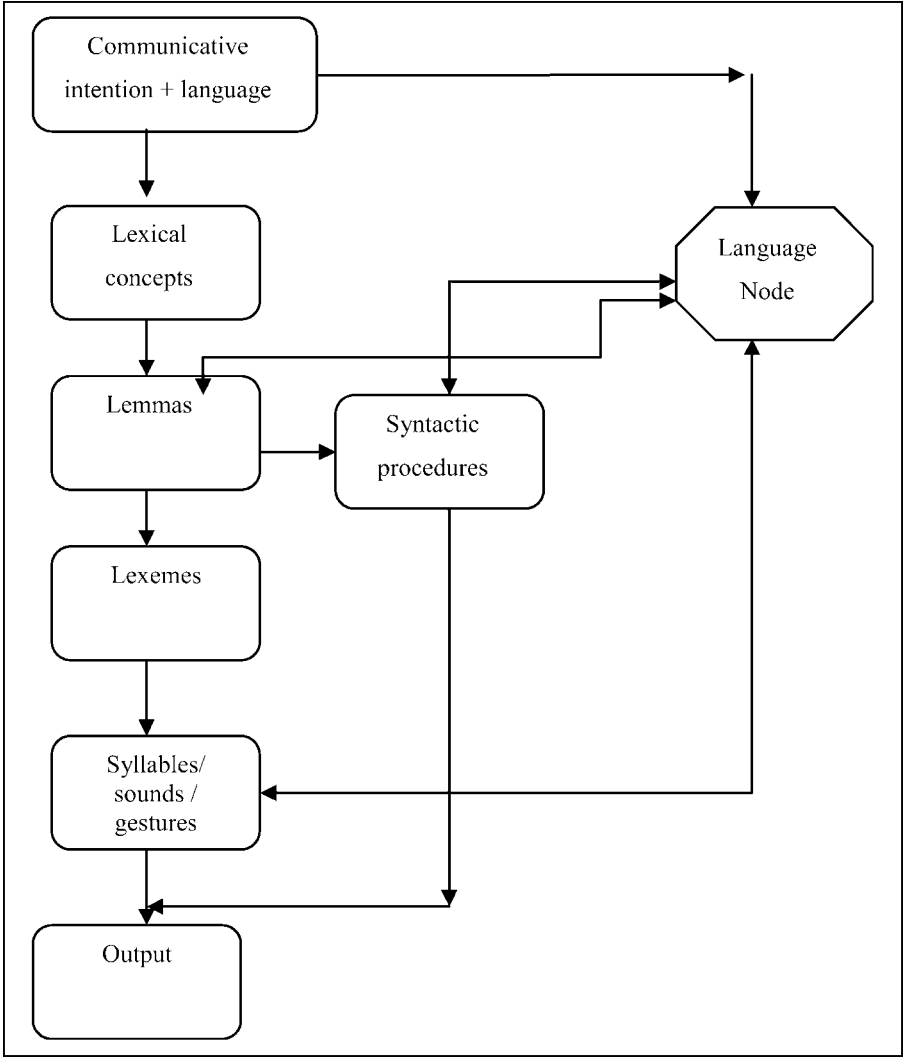 Communicative
intention + language
Lexical
concepts
Language
Node
Lemmas
Syntactic
procedures
Lexemes
Syllables/
sounds /
gestures
Output